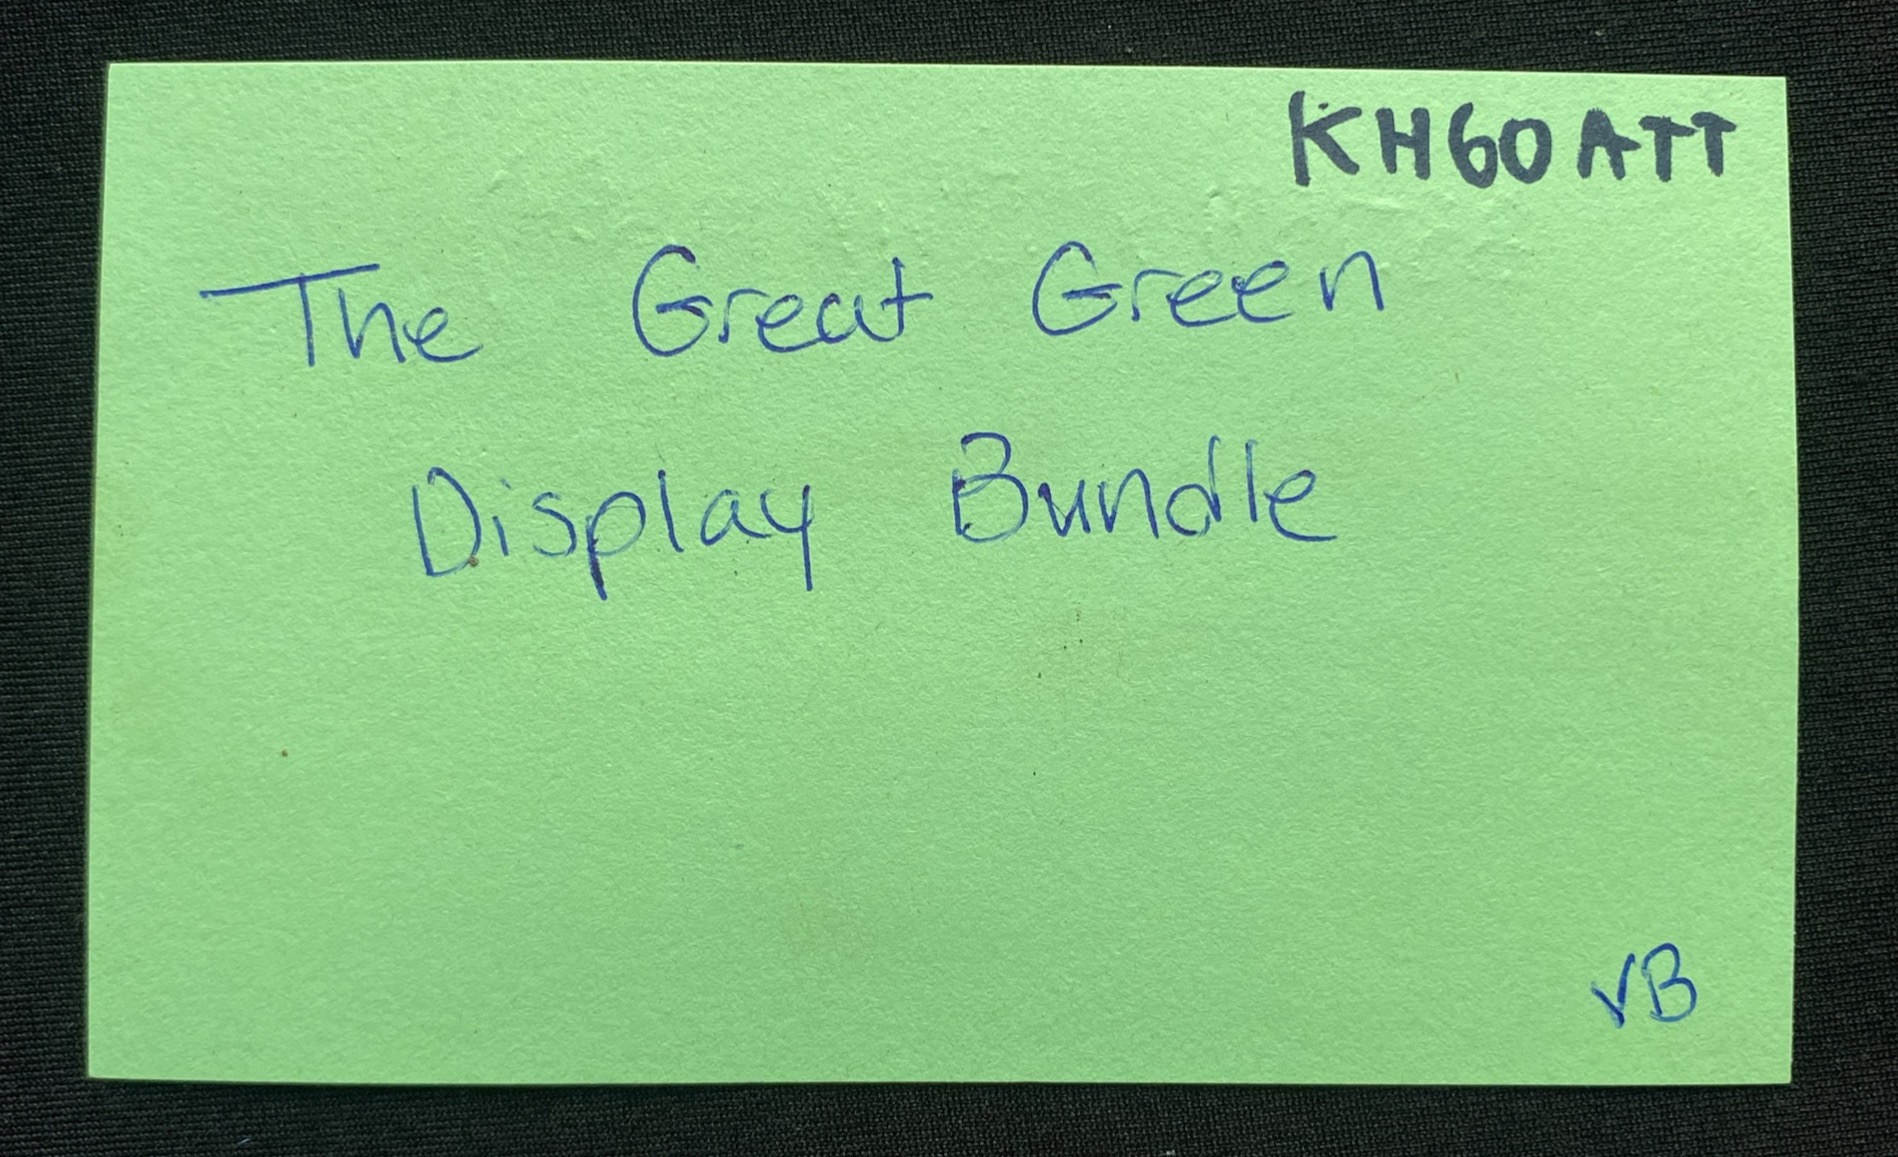 KH60ATT
The Great Green
Display Bundle
VB